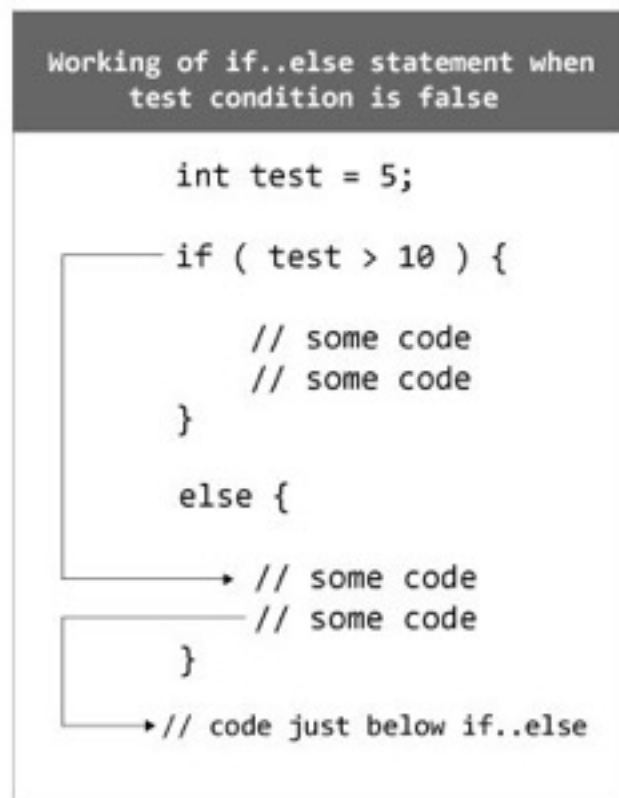 Working of if..else statement when
test condition is false
int test = 5;
if ( test > 10 ) {
// some code
// some code
}
else {
// some code
// some code
}
// code just below if..else